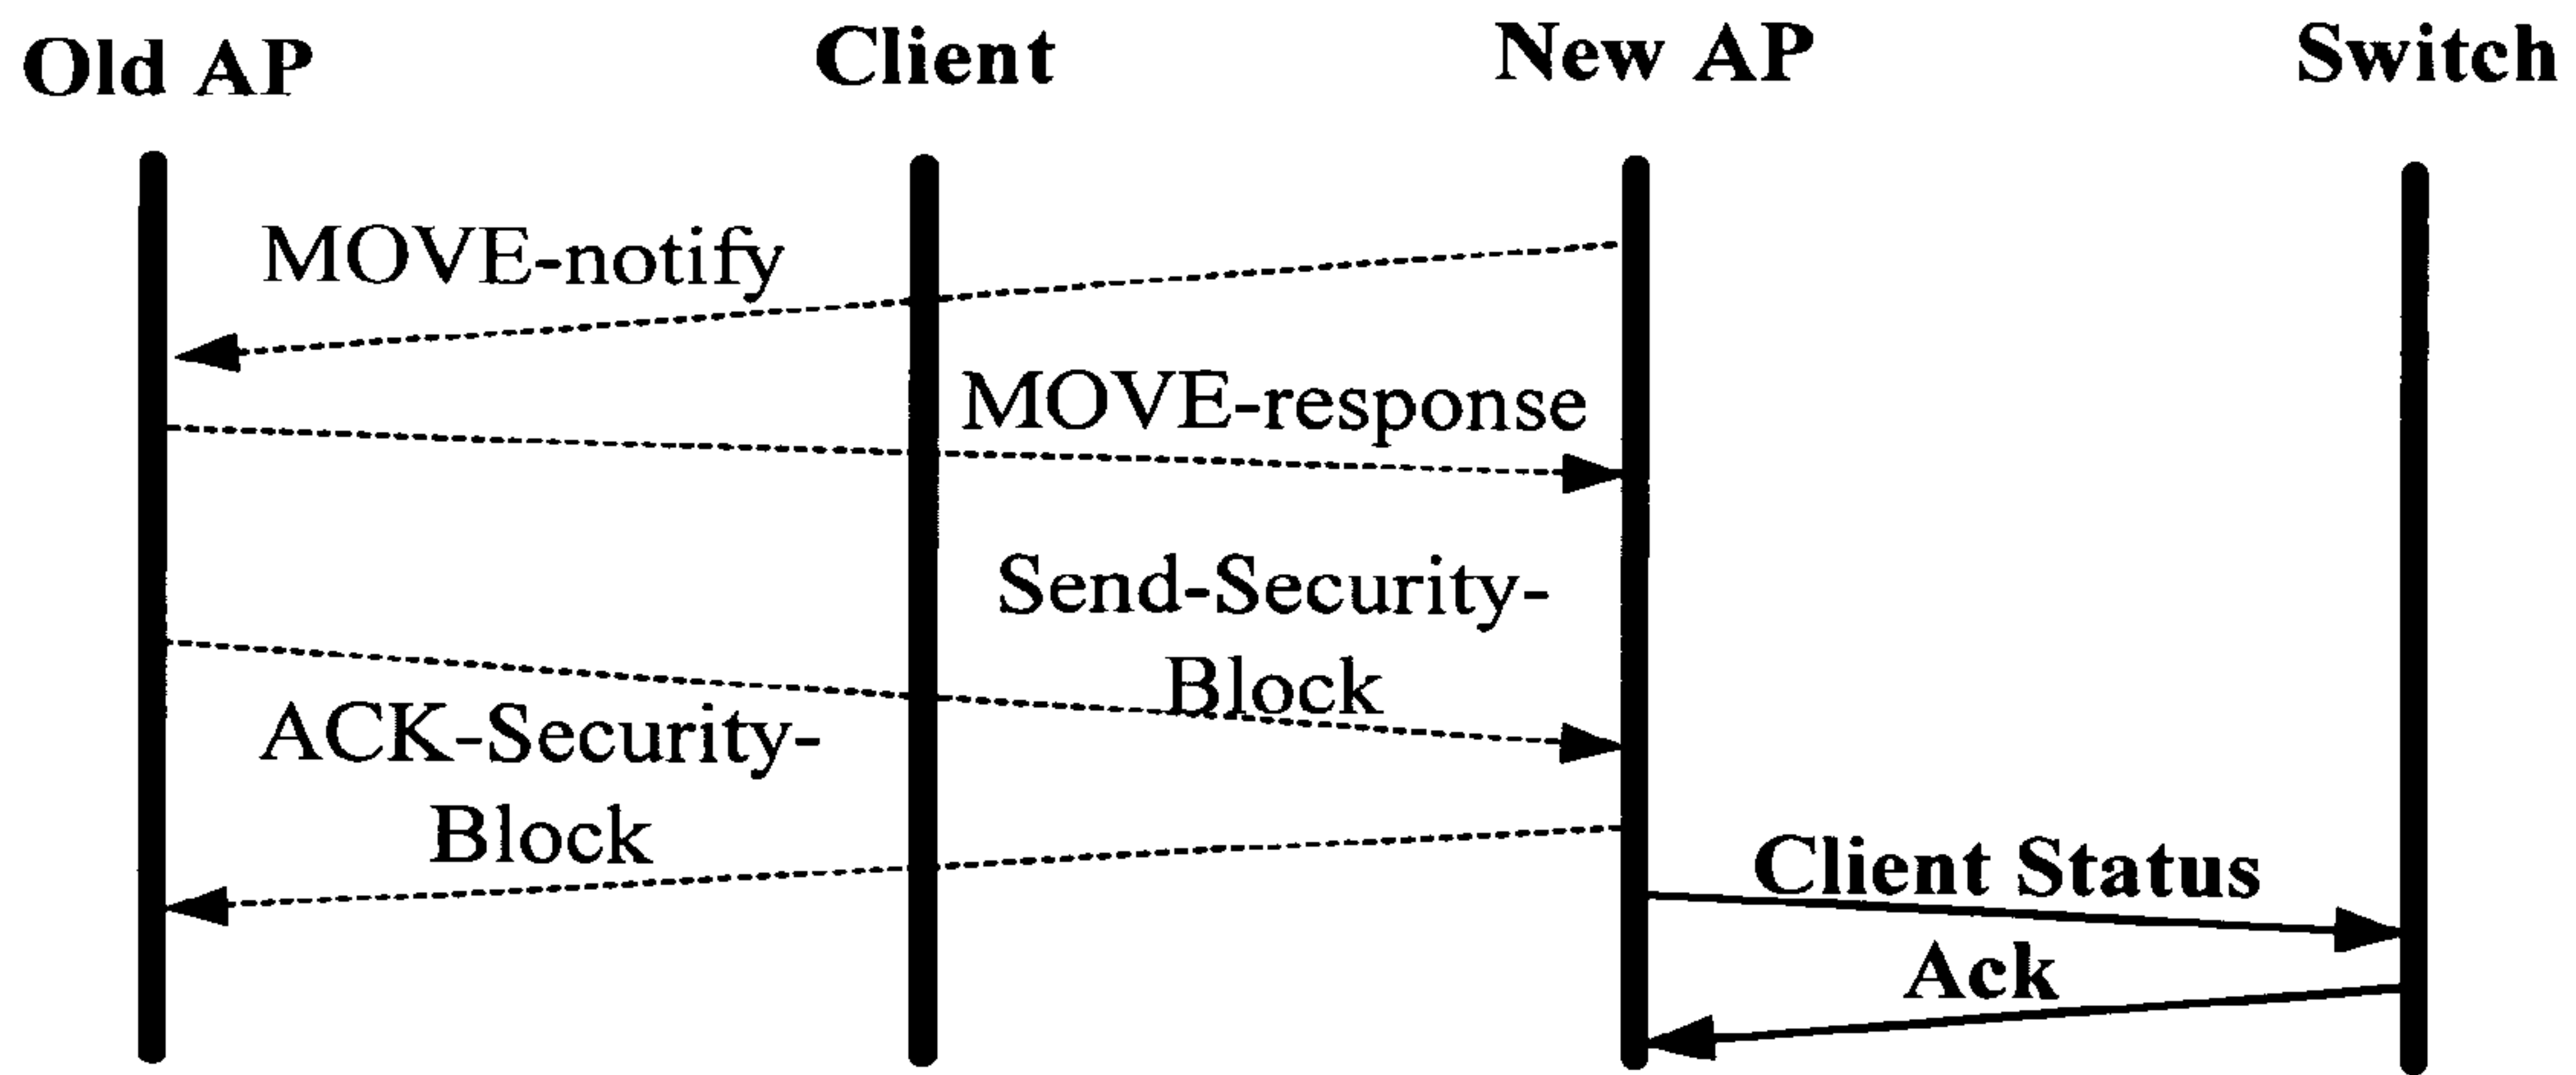 Old AP
Client
New AP
Switch
MOVE-notify
MOVE-response
Send-Security-
Block
ACK-Security-
Block
Client Status
Ack